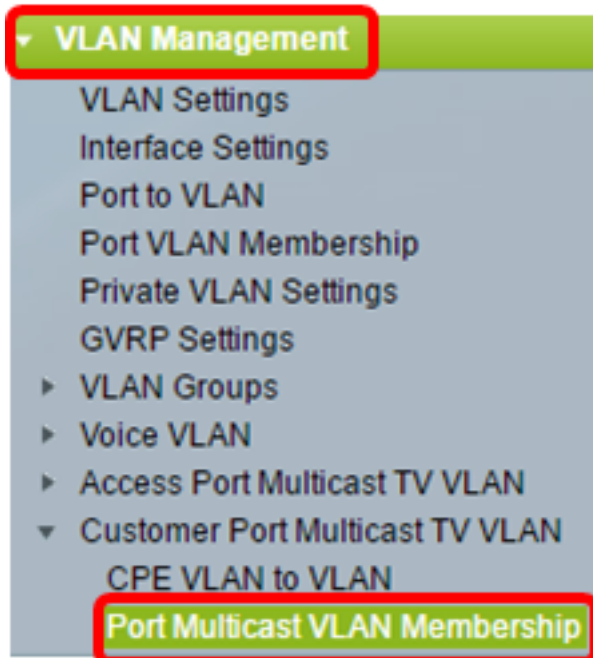 VLAN Management
VLAN Settings
Interface Settings
Port to VLAN
Port VLAN Membership
Private VLAN Settings
GVRP Settings
VLAN Groups
Voice VLAN
Access Port Multicast TV VLAN
Customer Port Multicast TV VLAN
CPE VLAN to VLAN
Port Multicast VLAN Membership